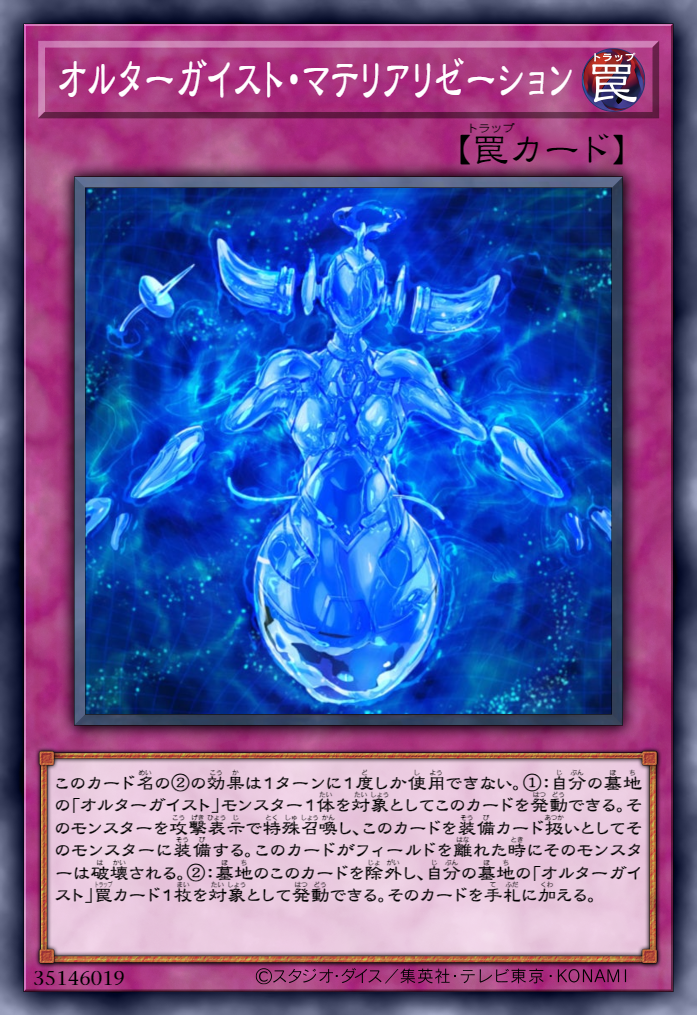 オルターガイスト・マテリアリゼーション 罠
【罠カード】
このカード名の②の効果は1ターンに1度しか使用できない。①：自分の墓地
の「オルターガイスト」モンスター1体を対象としてこのカードを発動できる。そ
のモンスターを攻撃表示で特殊召喚し、このカードを装備カード扱いとしてそ
のモンスターに装備する。このカードがフィールドを離れた時にそのモンスタ
ーは破壊される。②：墓地のこのカードを除外し、自分の墓地の「オルターガイ
スト」罠カード1枚を対象として発動できる。そのカードを手札に加える。
35146019 ©スタジオ・ダイス／集英社・テレビ東京・KONAMI